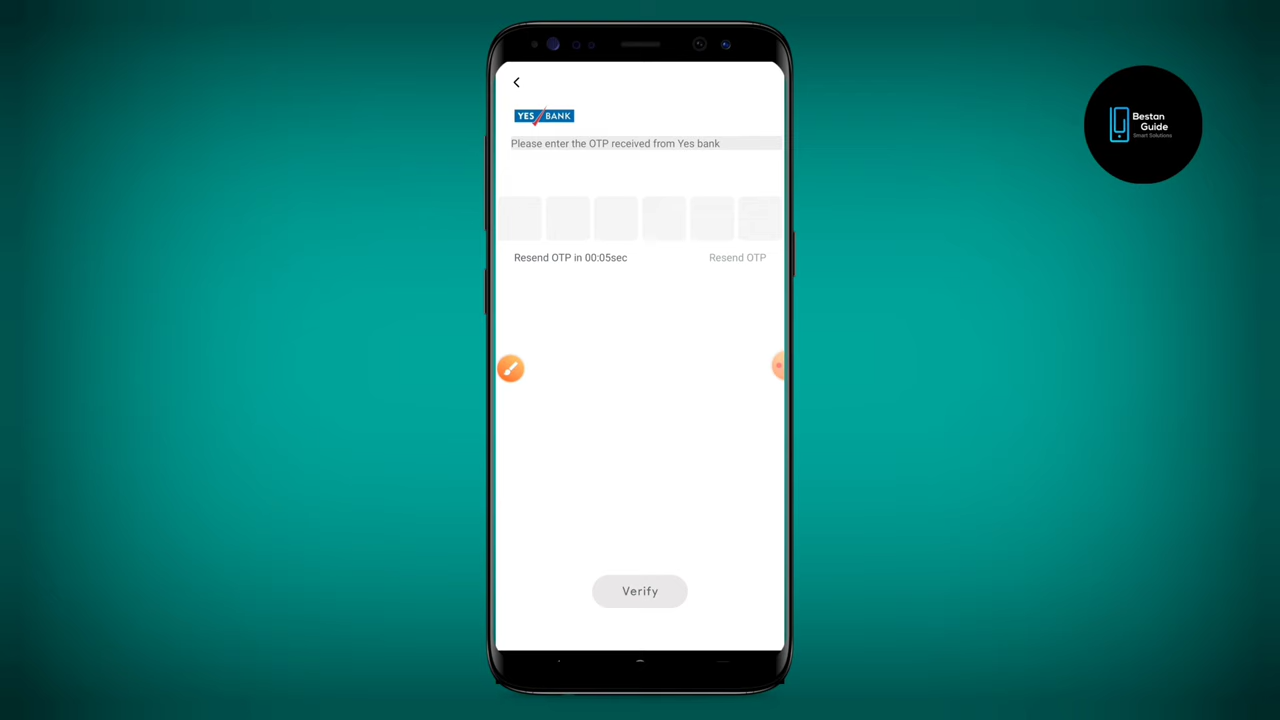 YES BANK
Please enter the OTP received from Yes bank
Resend OTP in 00:05sec
Resend OTP
Verify
Bestan
Guide
Smart Solutions